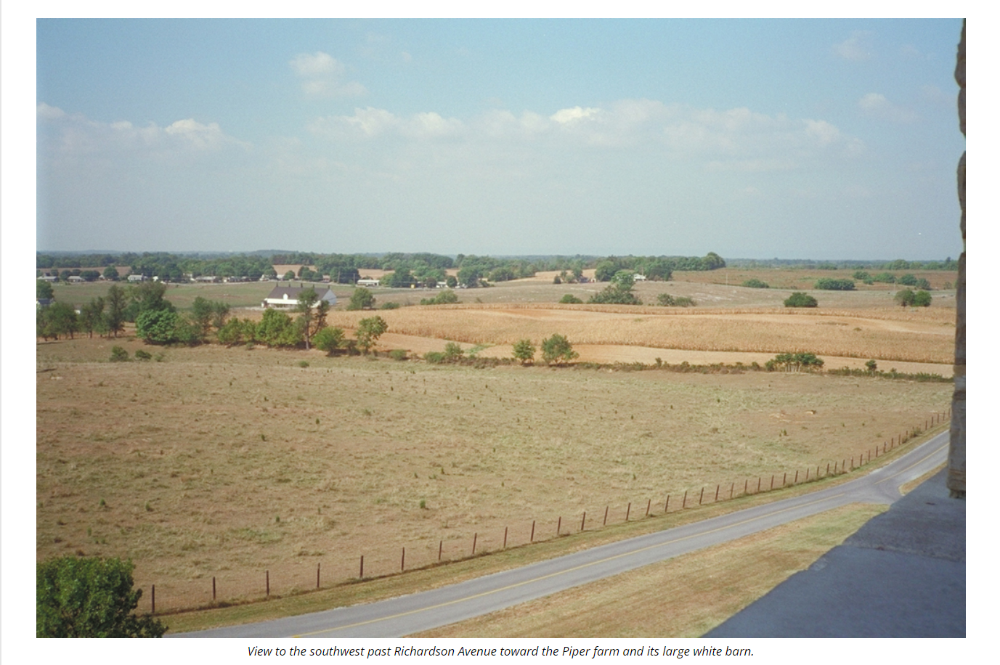 View to the southwest past Richardson Avenue toward the Piper farm and its large white barn.